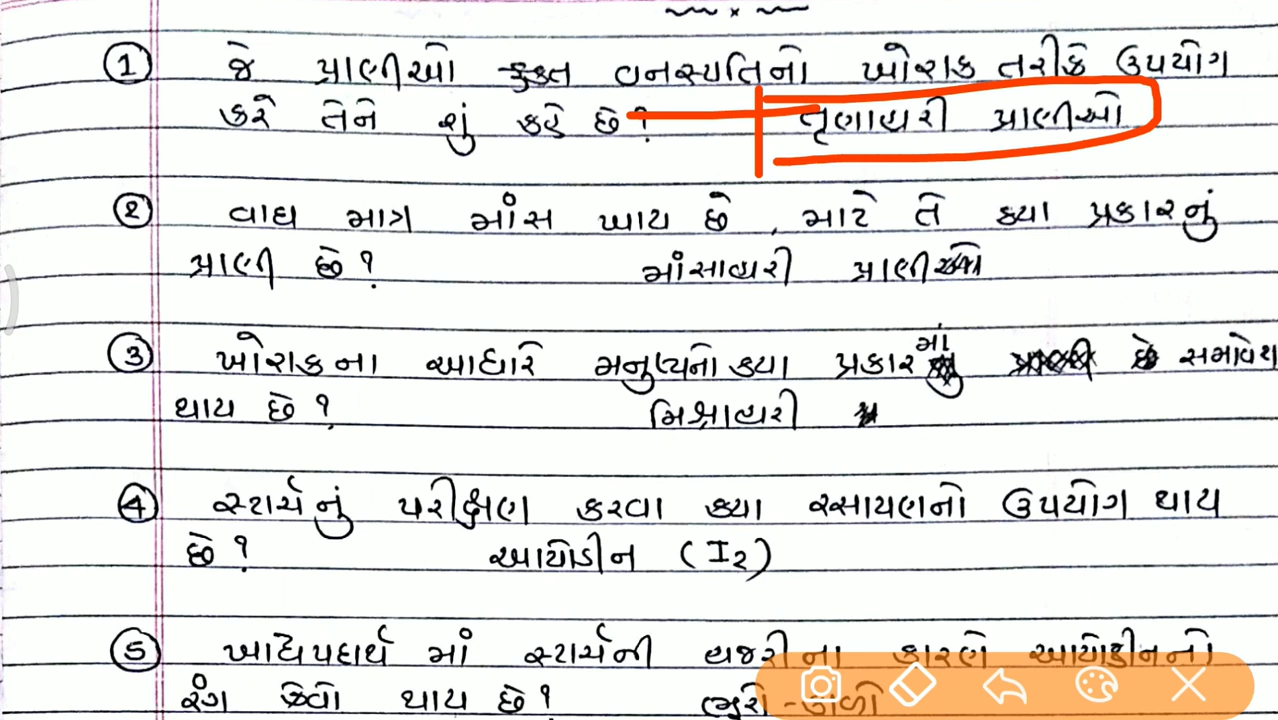 ① જે પ્રાણીઓ ફક્ત વનસ્પતિનો ખોરાક તરીકે ઉપયોગ
કરે તેને શું કહે છે? તૃણાહારી પ્રાણીઓ
② વાઘ માત્ર માંસ ખાય છે, માટે તે ક્યા પ્રકારનું
પ્રાણી છે? માંસાહારી પ્રાણીઓ
③ ખોરાકના આધારે મનુષ્યનો ક્યા પ્રકારમાં સમાવેશ
થાય છે? મિશ્રાહારી
④ સ્ટાર્ચનું પરીક્ષણ કરવા ક્યા રસાયણનો ઉપયોગ થાય
છે? આયોડીન (I2)
⑤ ખાદ્યપદાર્થ માં સ્ટાર્ચની હાજરીના કારણે આયોડીનનો
રંગ કેવો થાય છે? ભુરો-કાળો